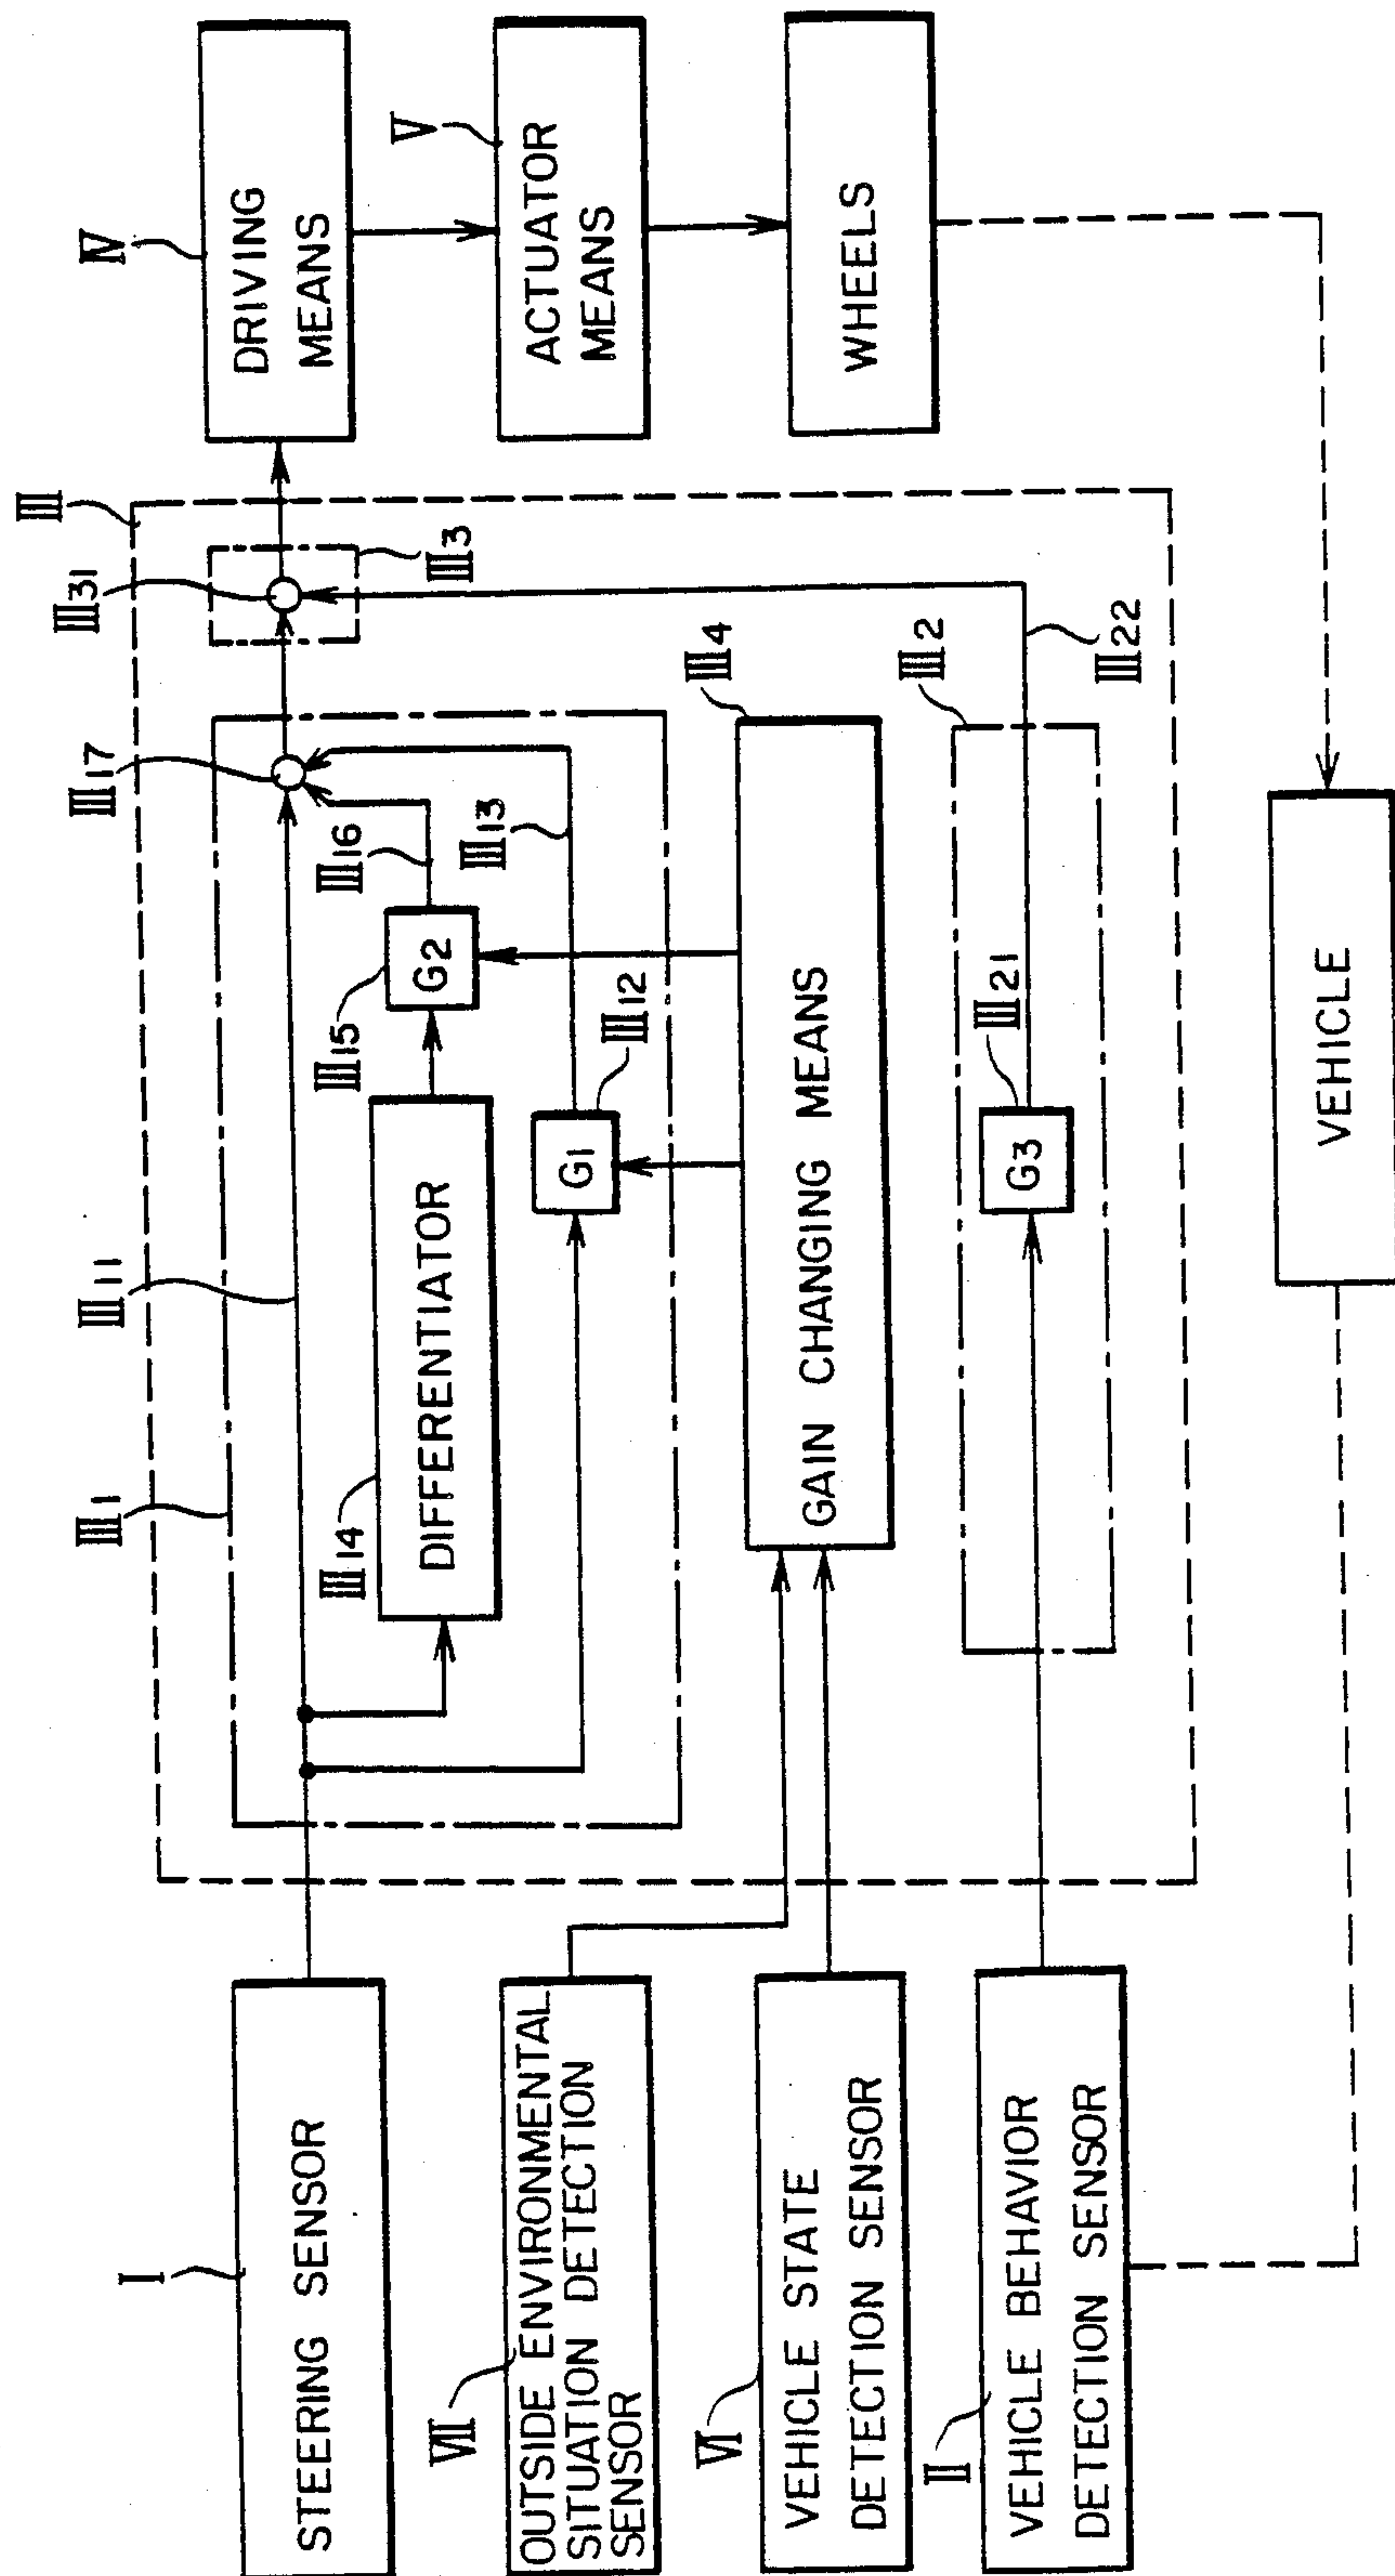 I
STEERING SENSOR
VII
OUTSIDE ENVIRONMENTAL
SITUATION DETECTION
SENSOR
VI
VEHICLE STATE
DETECTION SENSOR
II
VEHICLE BEHAVIOR
DETECTION SENSOR
III
III1
III11
III14
DIFFERENTIATOR
III15
G2
III16
III17
G1
III12
III13
GAIN CHANGING MEANS
III4
III2
G3
III21
III22
III31
III3
IV
DRIVING
MEANS
V
ACTUATOR
MEANS
WHEELS
VEHICLE